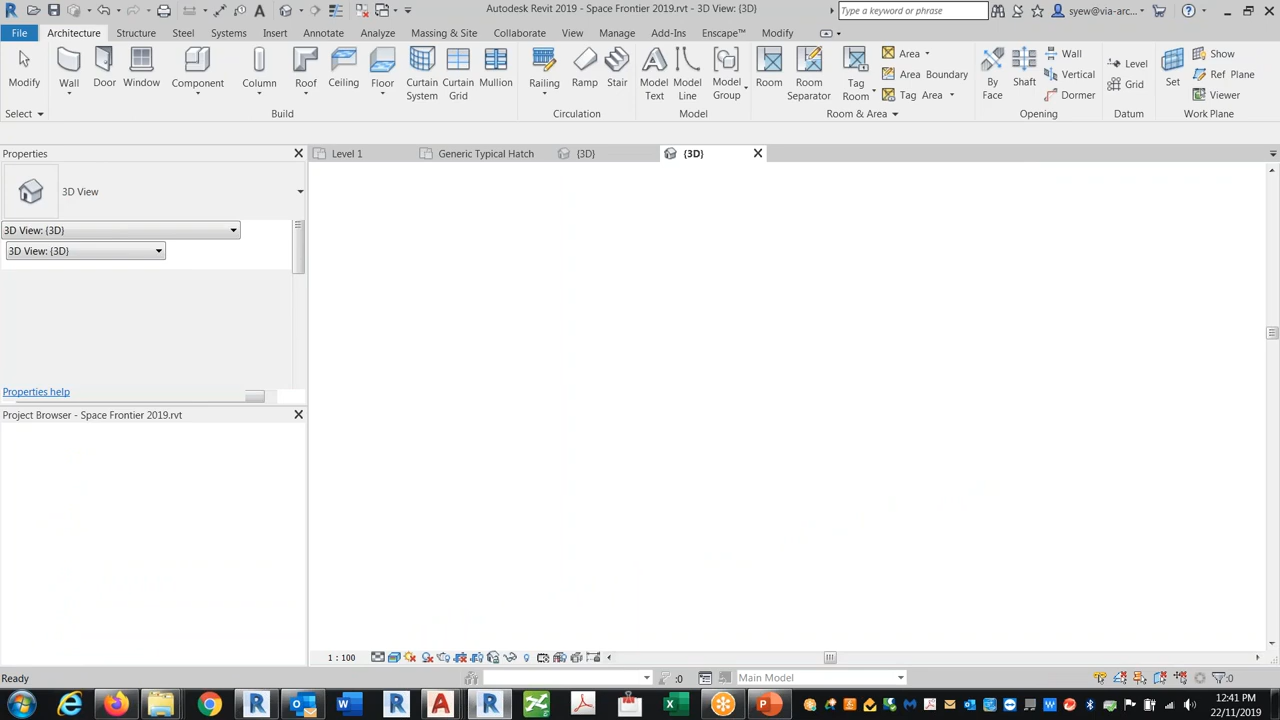 Autodesk Revit 2019 - Space Frontier 2019.rvt - 3D View: {3D}
Type a keyword or phrase
syew@via-arc...
File Architecture Structure Steel Systems Insert Annotate Analyze Massing & Site Collaborate View Manage Add-Ins Enscape™ Modify
Modify Wall Door Window Component Column Roof Ceiling Floor Curtain System Curtain Grid Mullion Railing Ramp Stair Model Text Model Line Model Group Room Room Separator Tag Room
Area
Area Boundary
Tag Area
By Face Shaft
Wall
Vertical
Dormer
Level
Grid
Set
Show
Ref Plane
Viewer
Select Build Circulation Model Room & Area Opening Datum Work Plane
Properties
Level 1 Generic Typical Hatch {3D} {3D}
3D View
3D View: {3D}
3D View: {3D}
Properties help
Project Browser - Space Frontier 2019.rvt
1 : 100
Ready
:0
Main Model
:0
12:41 PM
22/11/2019